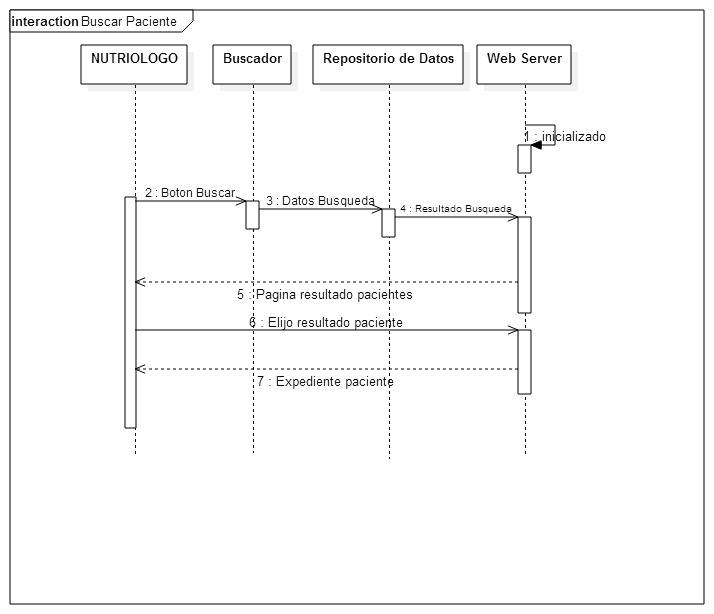 interaction Buscar Paciente
NUTRIOLOGO
Buscador
Repositorio de Datos
Web Server
1 : inicializado
2 : Boton Buscar
3 : Datos Busqueda
4 : Resultado Busqueda
5 : Pagina resultado pacientes
6 : Elijo resultado paciente
7 : Expediente paciente